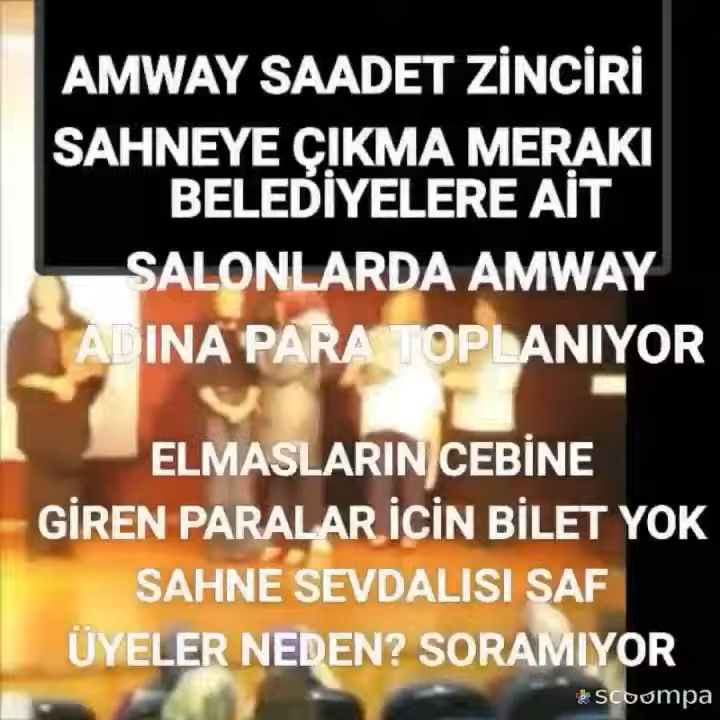 AMWAY SAADET ZİNCİRİ
SAHNEYE ÇIKMA MERAKI
BELEDİYELERE AİT
SALONLARDA AMWAY
ADINA PARA TOPLANIYOR
ELMASLARIN CEBİNE
GİREN PARALAR İCİN BİLET YOK
SAHNE SEVDALISI SAF
ÜYELER NEDEN? SORAMIYOR
scoompa